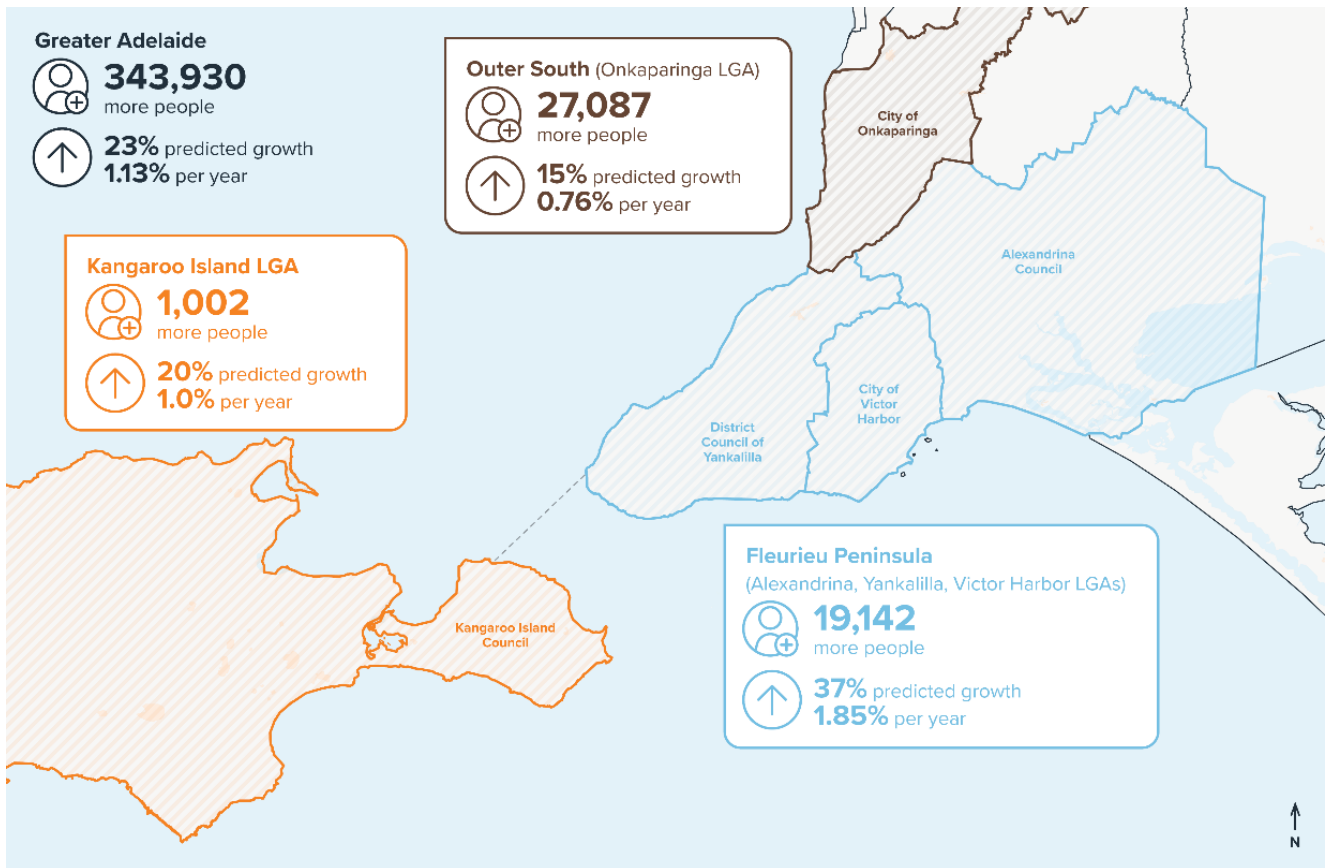 Greater Adelaide
343,930
more people
23% predicted growth
1.13% per year
Outer South (Onkaparinga LGA)
27,087
more people
15% predicted growth
0.76% per year
City of
Onkaparinga
Kangaroo Island LGA
1,002
more people
20% predicted growth
1.0% per year
Alexandrina
Council
City of
Victor
Harbor
District
Council of
Yankalilla
Fleurieu Peninsula
(Alexandrina, Yankalilla, Victor Harbor LGAs)
19,142
more people
37% predicted growth
1.85% per year
Kangaroo Island
Council
N